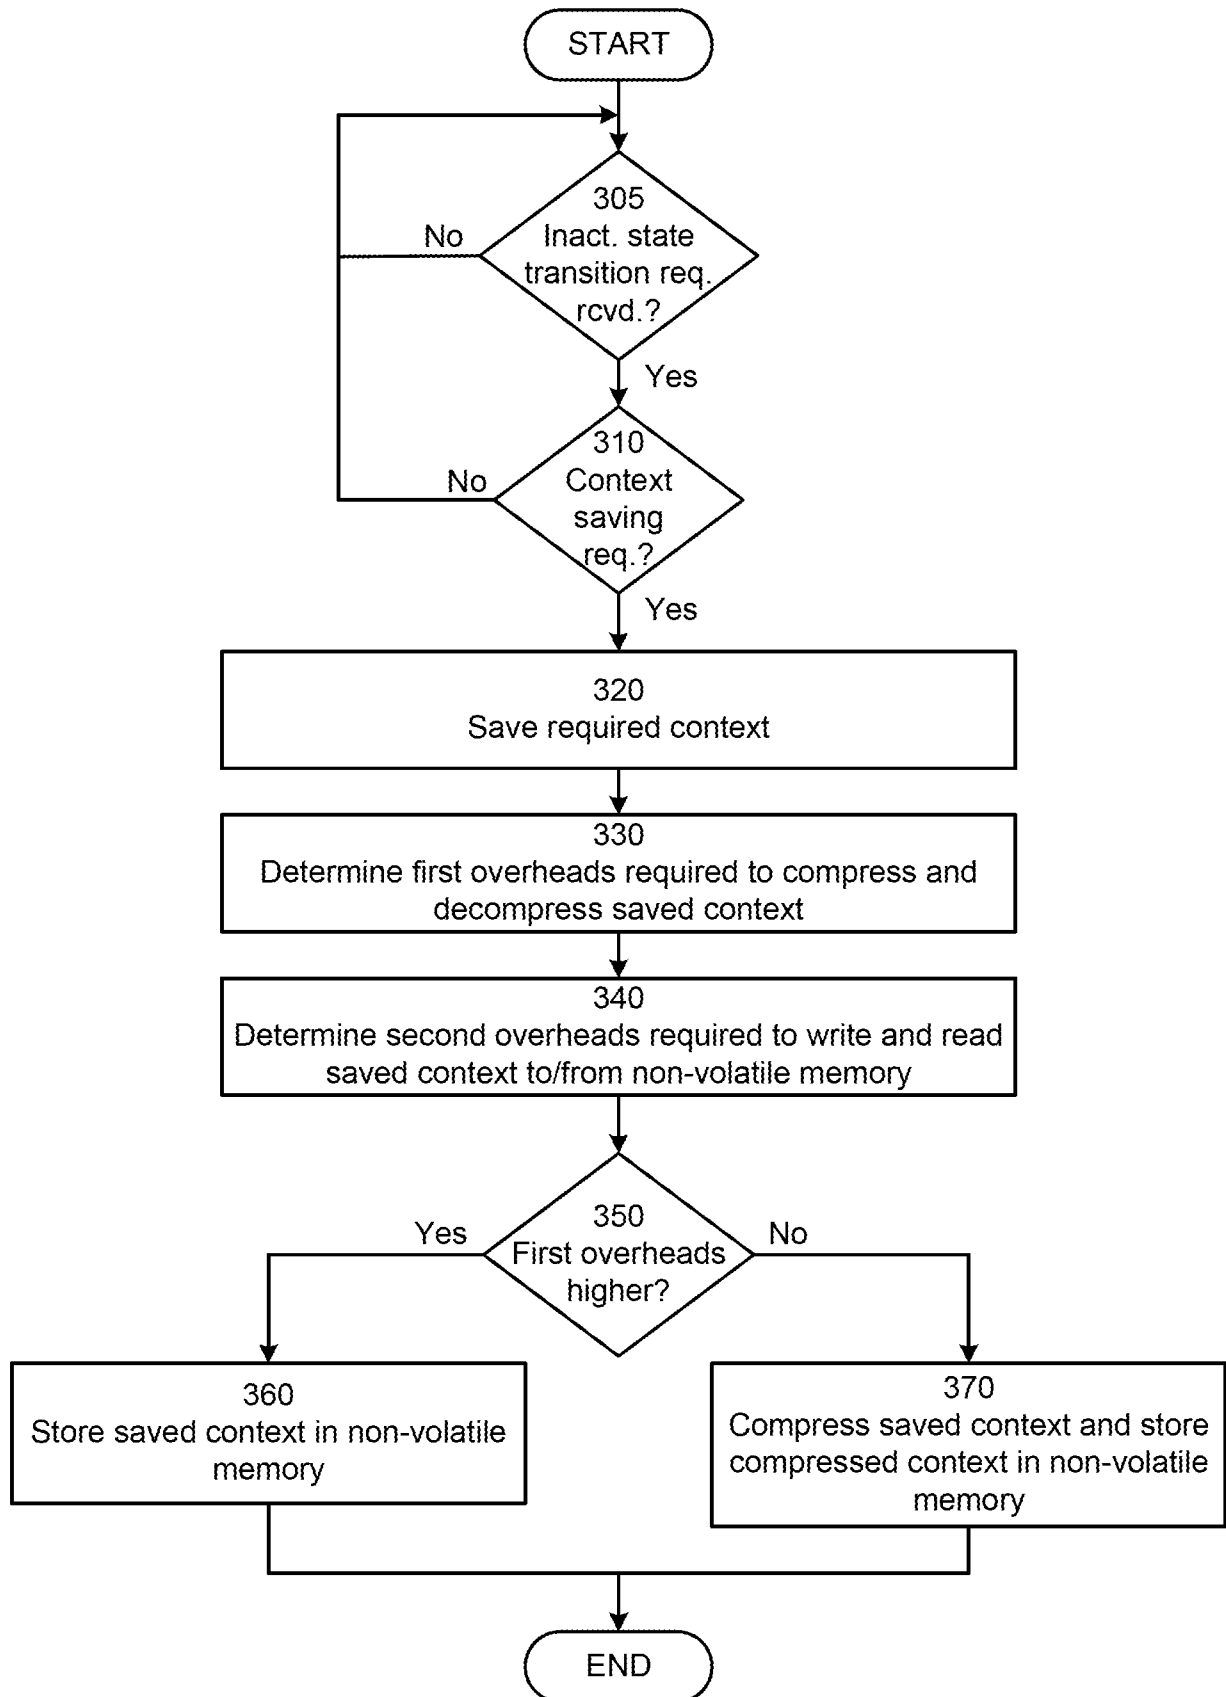 START
305
Inact. state
transition req.
rcvd.?
No
Yes
310
Context
saving
req.?
No
Yes
320
Save required context
330
Determine first overheads required to compress and
decompress saved context
340
Determine second overheads required to write and read
saved context to/from non-volatile memory
350
First overheads
higher?
Yes
No
360
Store saved context in non-volatile
memory
370
Compress saved context and store
compressed context in non-volatile
memory
END